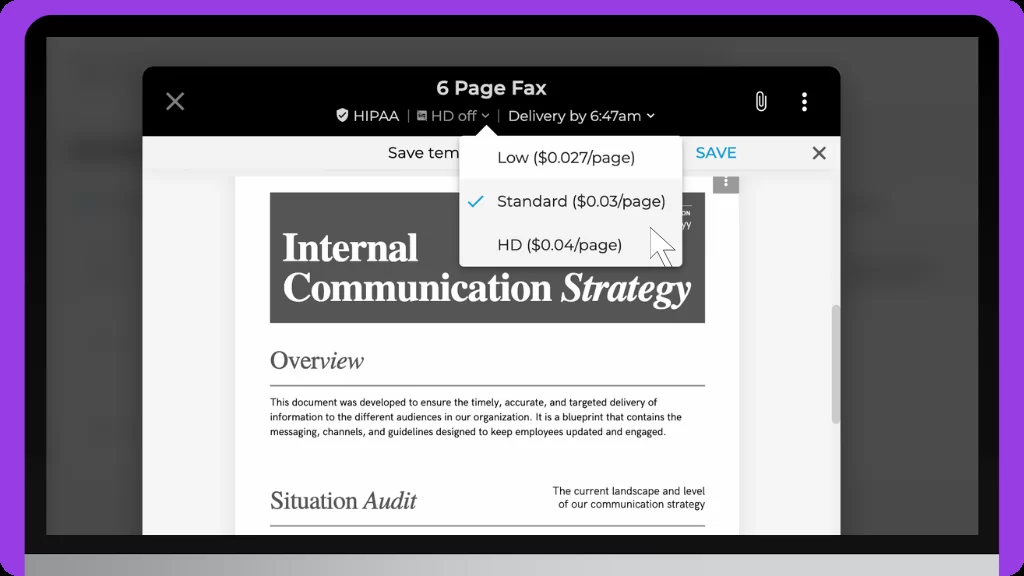 6 Page Fax
HIPAA | HD off | Delivery by 6:47am
Save tem
SAVE
Low ($0.027/page)
Standard ($0.03/page)
HD ($0.04/page)
Internal
Communication Strategy
Overview
This document was developed to ensure the timely, accurate, and targeted delivery of
information to the different audiences in our organization. It is a blueprint that contains the
messaging, channels, and guidelines designed to keep employees updated and engaged.
Situation Audit
The current landscape and level
of our communication strategy